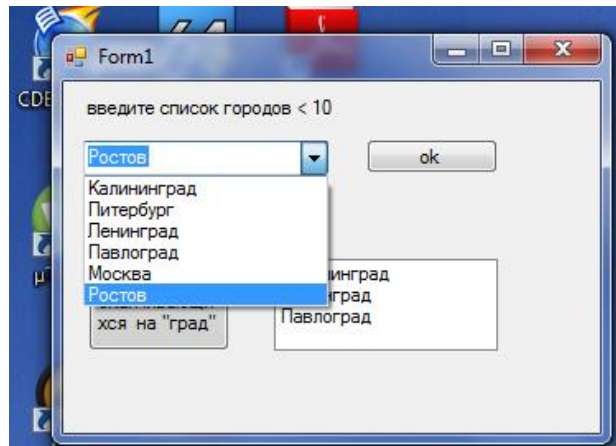 Form1
CDE
введите список городов < 10
Ростов
ok
Калининград
Питербург
Ленинград
Павлоград
Москва
Ростов
хся на "град"
Павлоград